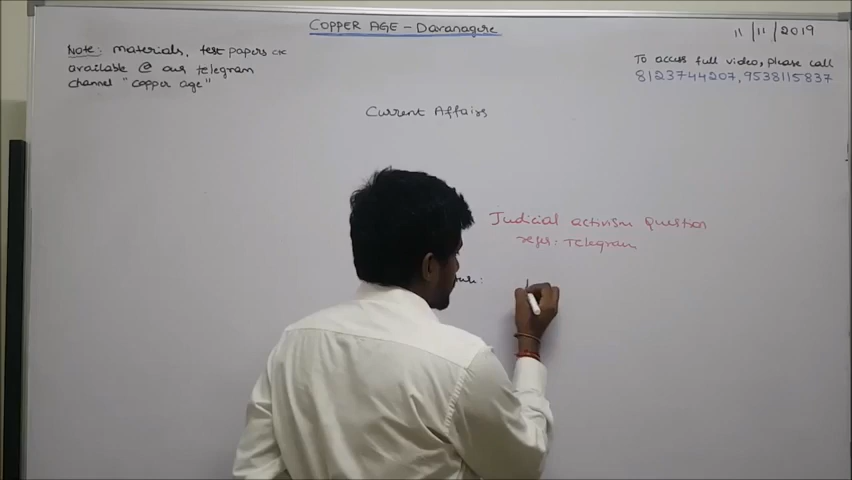 COPPER AGE - Davanagere
11/11/2019
Note: materials, test papers etc
available @ our telegram
channel "copper age"
To access full video, please call
8123744207, 9538115837
Current Affairs
Judicial activism Question
refer: Telegram